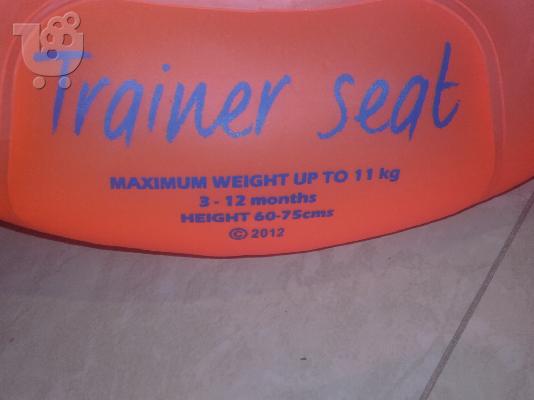 Trainer seat
MAXIMUM WEIGHT UP TO 11 kg
3 - 12 months
HEIGHT 60-75cms
© 2012